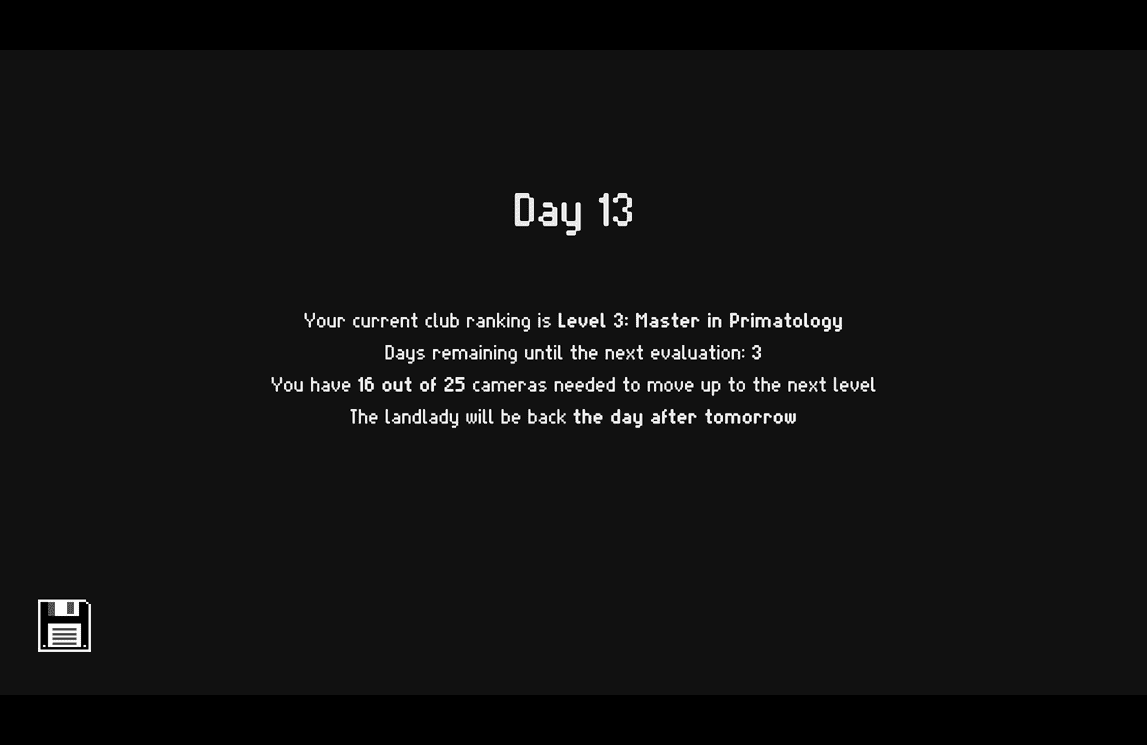 Day 13
Your current club ranking is Level 3: Master in Primatology
Days remaining until the next evaluation: 3
You have 16 out of 25 cameras needed to move up to the next level
The landlady will be back the day after tomorrow